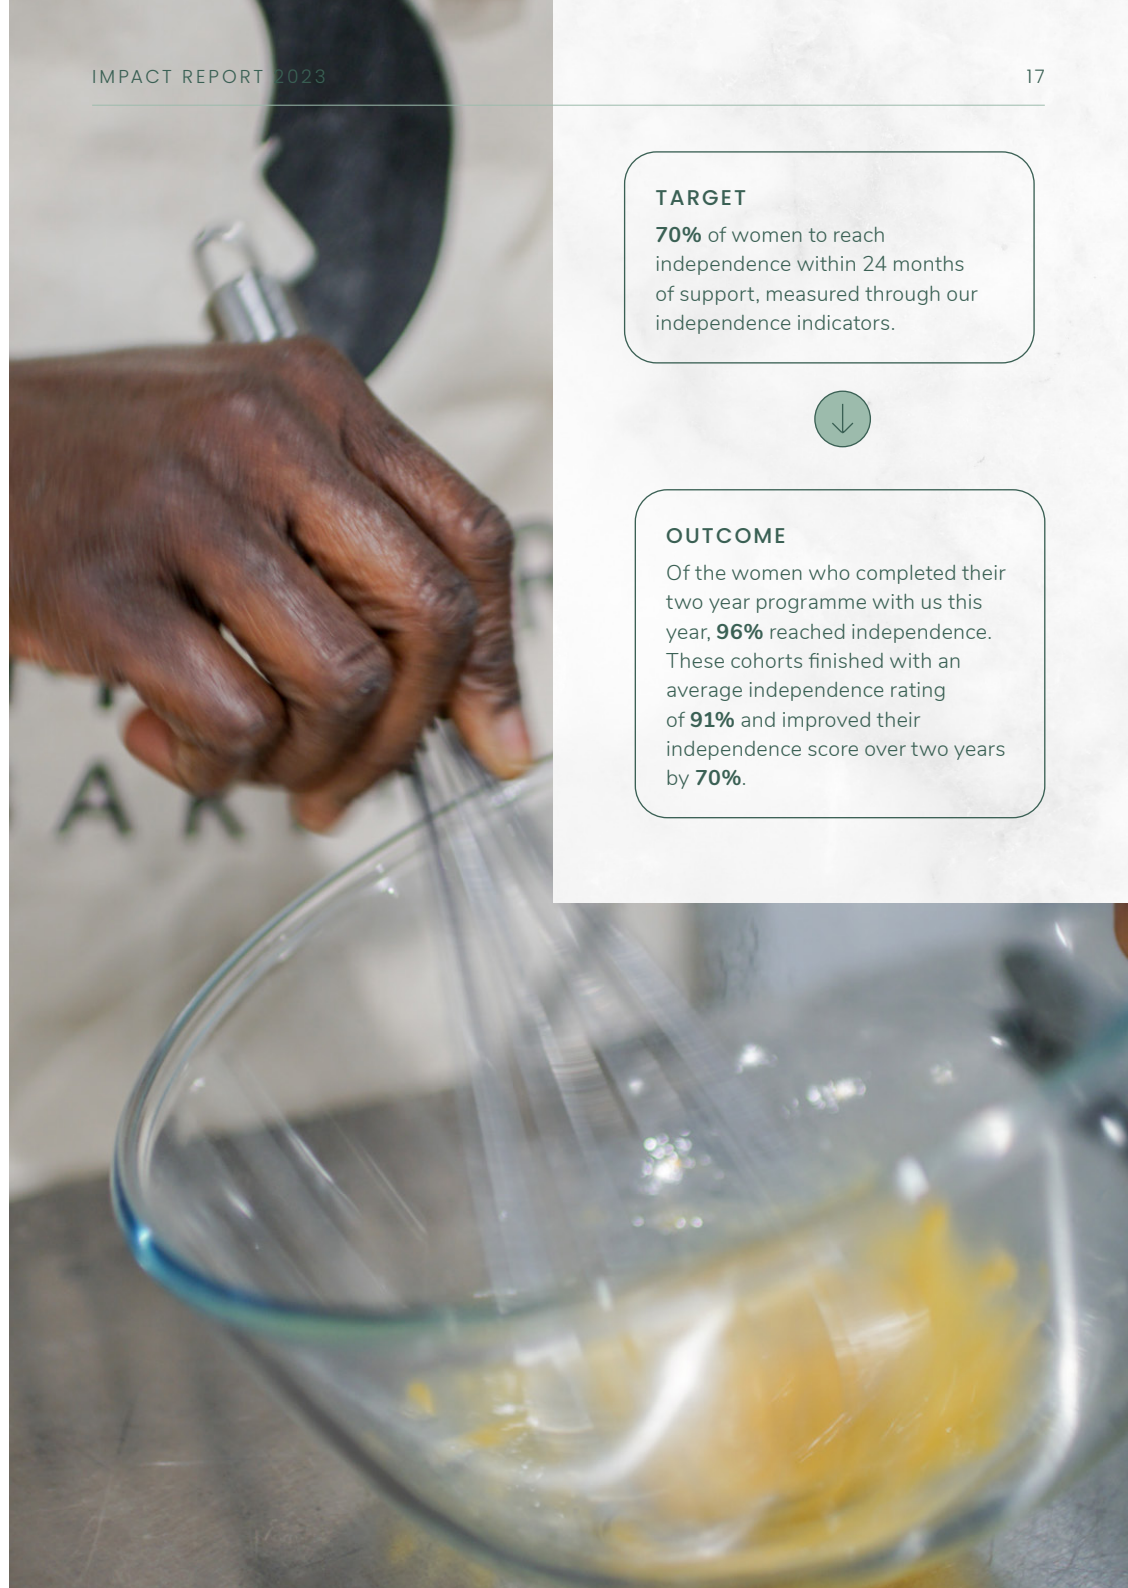 IMPACT REPORT 2023
17
TARGET
70% of women to reach
independence within 24 months
of support, measured through our
independence indicators.
OUTCOME
Of the women who completed their
two year programme with us this
year, 96% reached independence.
These cohorts finished with an
average independence rating
of 91% and improved their
independence score over two years
by 70%.